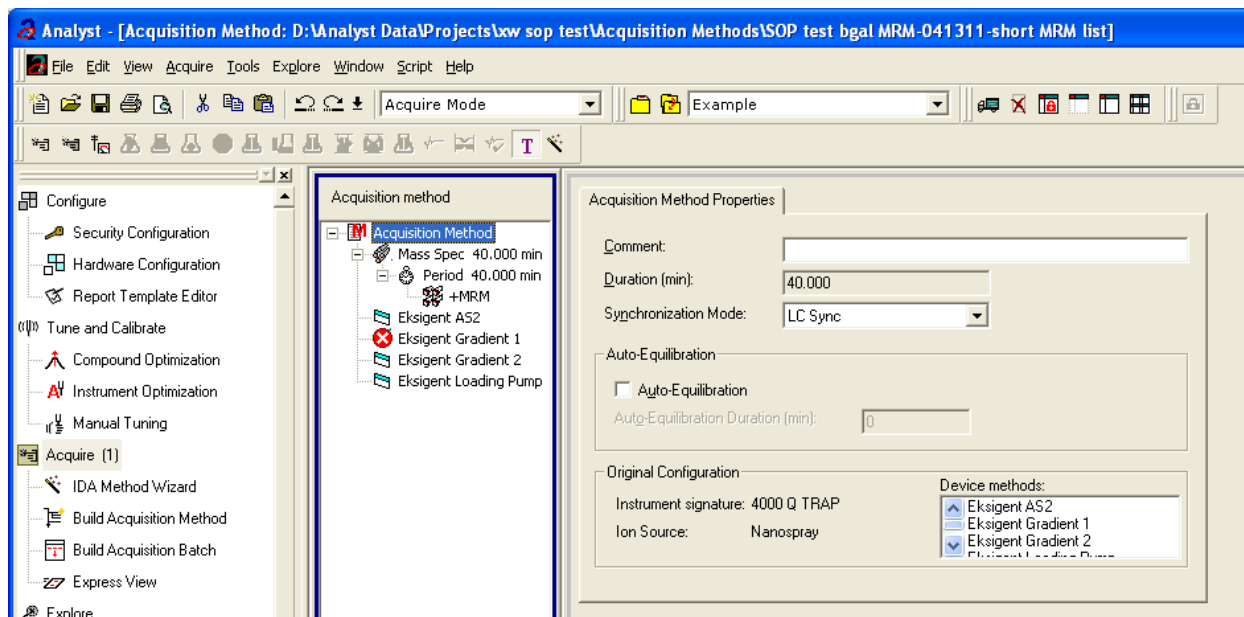 Analyst - [Acquisition Method: D:\Analyst Data\Projects\xw sop test\Acquisition Methods\SOP test bgal MRM-041311-short MRM list]
File Edit View Acquire Tools Explore Window Script Help
Acquire Mode
Example
T
Configure
Security Configuration
Hardware Configuration
Report Template Editor
Tune and Calibrate
Compound Optimization
Instrument Optimization
Manual Tuning
Acquire (1)
IDA Method Wizard
Build Acquisition Method
Build Acquisition Batch
Express View
Explore
Acquisition method
Acquisition Method
Mass Spec 40.000 min
Period 40.000 min
+MRM
Eksigent AS2
Eksigent Gradient 1
Eksigent Gradient 2
Eksigent Loading Pump
Acquisition Method Properties
Comment:
Duration (min): 40.000
Synchronization Mode: LC Sync
Auto-Equilibration
Auto-Equilibration
Auto-Equilibration Duration (min): 0
Original Configuration
Instrument signature: 4000 Q TRAP
Ion Source: Nanospray
Device methods:
Eksigent AS2
Eksigent Gradient 1
Eksigent Gradient 2
Eksigent Loading Pump